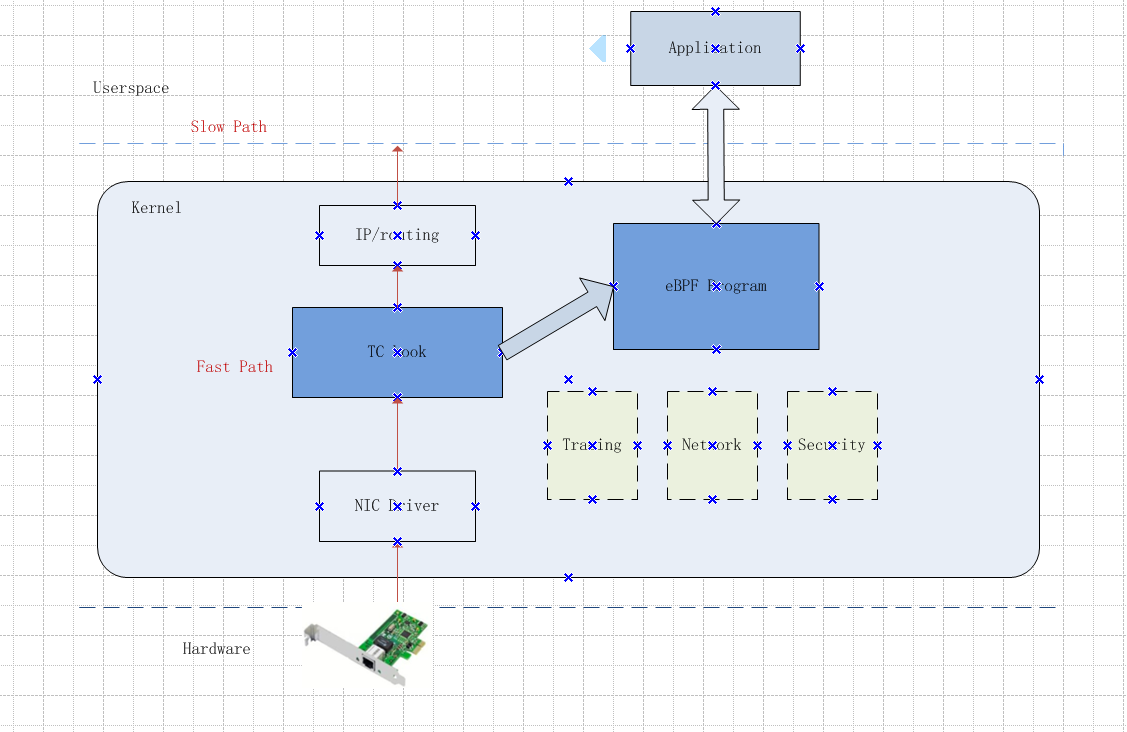 Application
Userspace
Slow Path
Kernel
IP/routing
eBPF Program
TC hook
Fast Path
Tracing
Network
Security
NIC Driver
Hardware